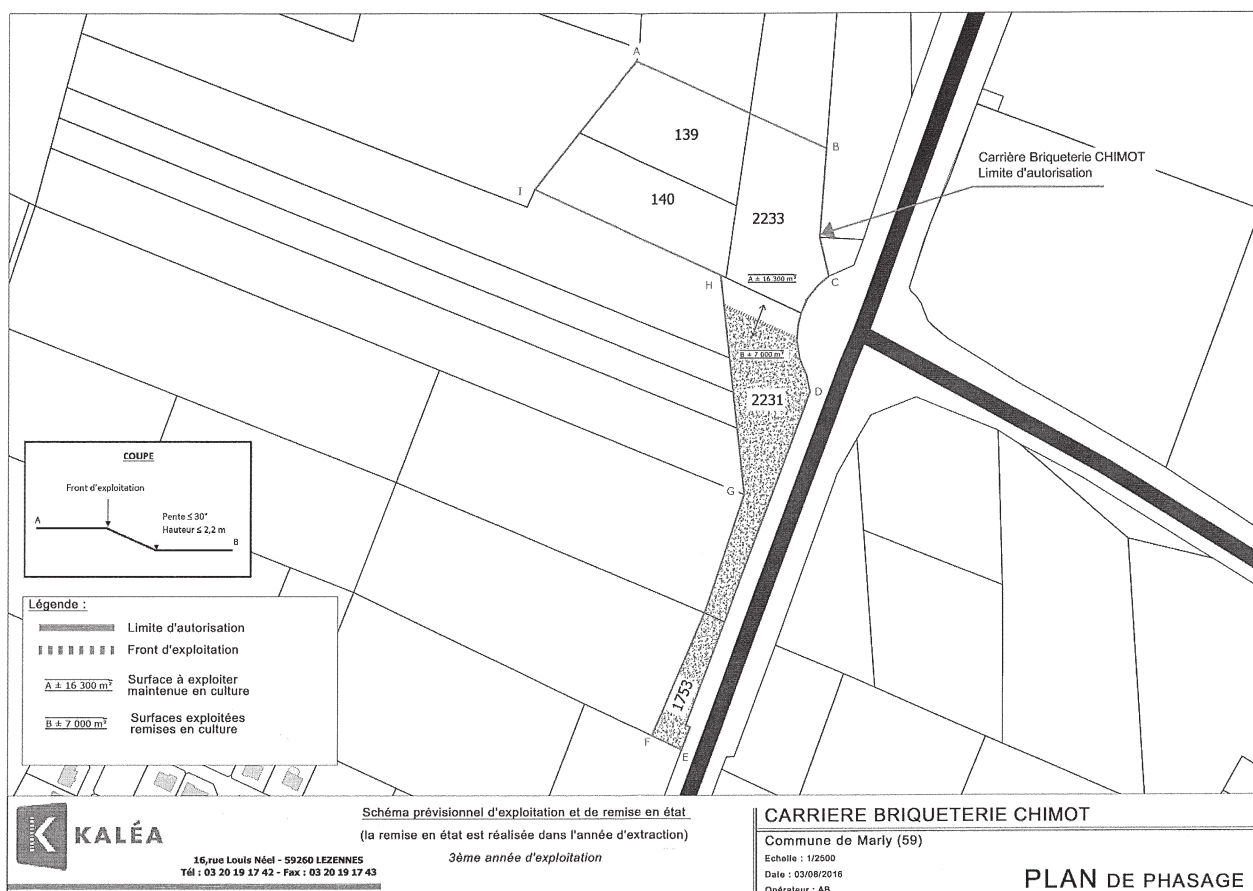 A
139
B
Carrière Briqueterie CHIMOT
Limite d'autorisation
I
140
2233
A ± 16 300 m²
C
H
B ± 7 000 m²
D
2231
G
COUPE
Front d'exploitation
A
Pente ≤ 30°
Hauteur ≤ 2,2 m
B
Légende :
Limite d'autorisation
Front d'exploitation
A ± 16 300 m²
Surface à exploiter
maintenue en culture
B ± 7 000 m²
Surfaces exploitées
remises en culture
1753
F
E
KALÉA
16,rue Louis Néel - 59260 LEZENNES
Tél : 03 20 19 17 42 - Fax : 03 20 19 17 43
Schéma prévisionnel d'exploitation et de remise en état
(la remise en état est réalisée dans l'année d'extraction)
3ème année d'exploitation
CARRIERE BRIQUETERIE CHIMOT
Commune de Marly (59)
Echelle : 1/2500
Date : 03/08/2016
Opérateur : AB
PLAN DE PHASAGE